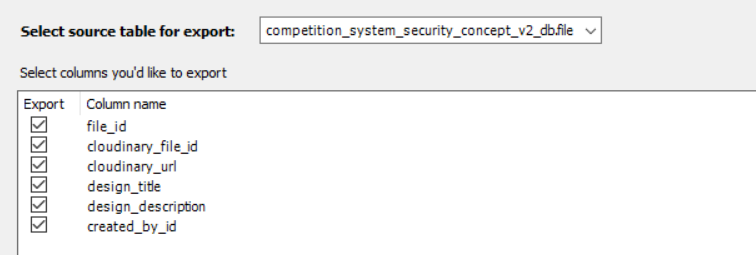 Select source table for export: competition_system_security_concept_v2_db.file
Select columns you'd like to export
Export Column name
file_id
cloudinary_file_id
cloudinary_url
design_title
design_description
created_by_id